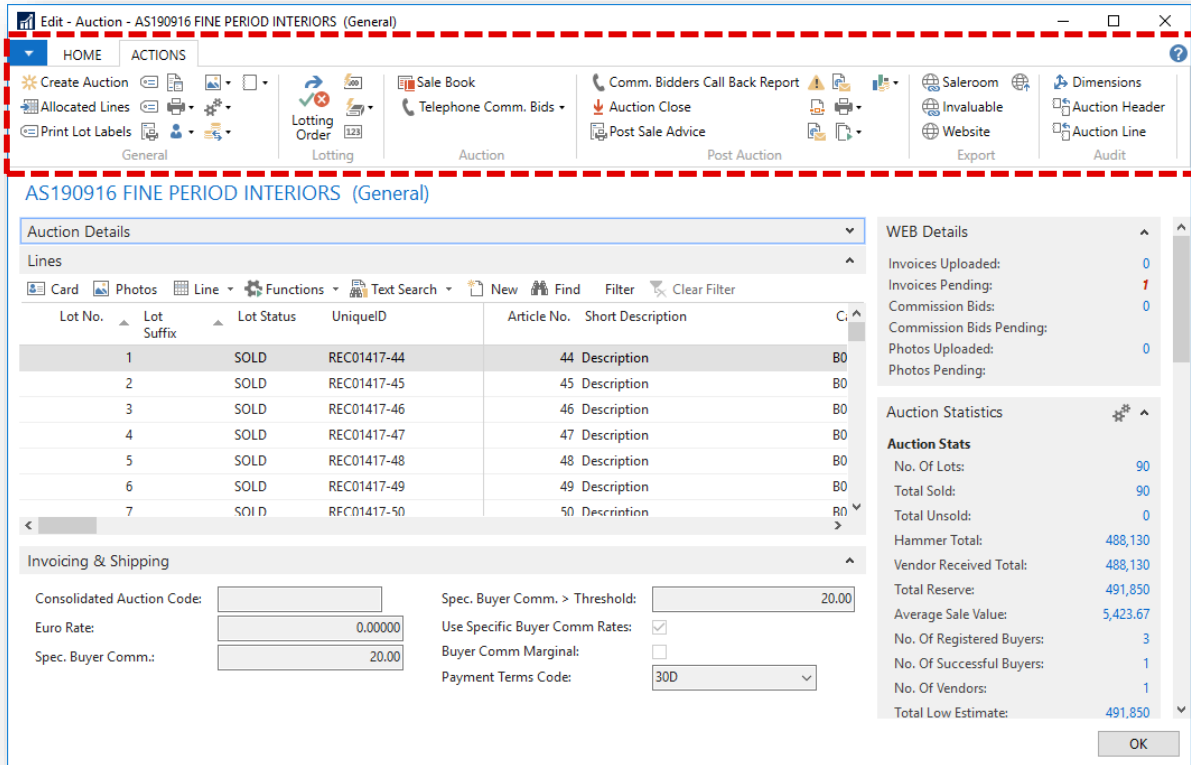 Edit - Auction - AS190916 FINE PERIOD INTERIORS (General)
HOME ACTIONS
Create Auction
Allocated Lines
Print Lot Labels
General
Lotting Order
123
Lotting
Sale Book
Telephone Comm. Bids
Auction
Comm. Bidders Call Back Report
Auction Close
Post Sale Advice
Post Auction
Saleroom
Invaluable
Website
Export
Dimensions
Auction Header
Auction Line
Audit
AS190916 FINE PERIOD INTERIORS (General)
Auction Details
Lines
Card Photos Line Functions Text Search New Find Filter Clear Filter
Lot No. Lot Suffix Lot Status UniqueID Article No. Short Description
1 SOLD REC01417-44 44 Description B0
2 SOLD REC01417-45 45 Description B0
3 SOLD REC01417-46 46 Description B0
4 SOLD REC01417-47 47 Description B0
5 SOLD REC01417-48 48 Description B0
6 SOLD REC01417-49 49 Description B0
7 SOLD REC01417-50 50 Description B0
Invoicing & Shipping
Consolidated Auction Code:
Euro Rate: 0.00000
Spec. Buyer Comm.: 20.00
Spec. Buyer Comm. > Threshold: 20.00
Use Specific Buyer Comm Rates:
Buyer Comm Marginal:
Payment Terms Code: 30D
WEB Details
Invoices Uploaded: 0
Invoices Pending: 1
Commission Bids: 0
Commission Bids Pending:
Photos Uploaded: 0
Photos Pending:
Auction Statistics
Auction Stats
No. Of Lots: 90
Total Sold: 90
Total Unsold: 0
Hammer Total: 488,130
Vendor Received Total: 488,130
Total Reserve: 491,850
Average Sale Value: 5,423.67
No. Of Registered Buyers: 3
No. Of Successful Buyers: 1
No. Of Vendors: 1
Total Low Estimate: 491,850
OK